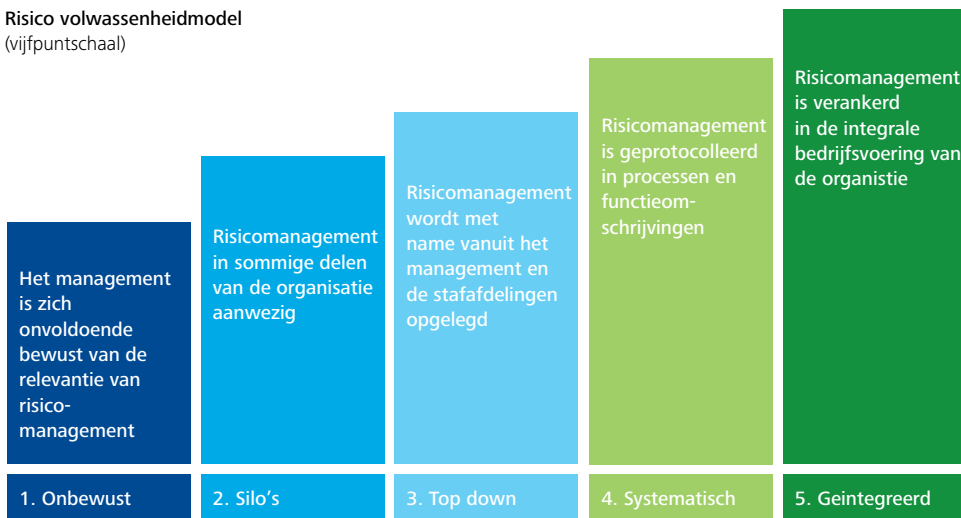 Risico volwassenheidmodel
(vijfpuntschaal)
Het management
is zich
onvoldoende
bewust van de
relevantie van
risico-
management
1. Onbewust
Risicomanagement
in sommige delen
van de organisatie
aanwezig
2. Silo's
Risicomanagement
wordt met
name vanuit het
management en
de stafafdelingen
opgelegd
3. Top down
Risicomanagement
is geprotocolleerd
in processen en
functieom-
schrijvingen
4. Systematisch
Risicomanagement
is verankerd
in de integrale
bedrijfsvoering van
de organistie
5. Geintegreerd